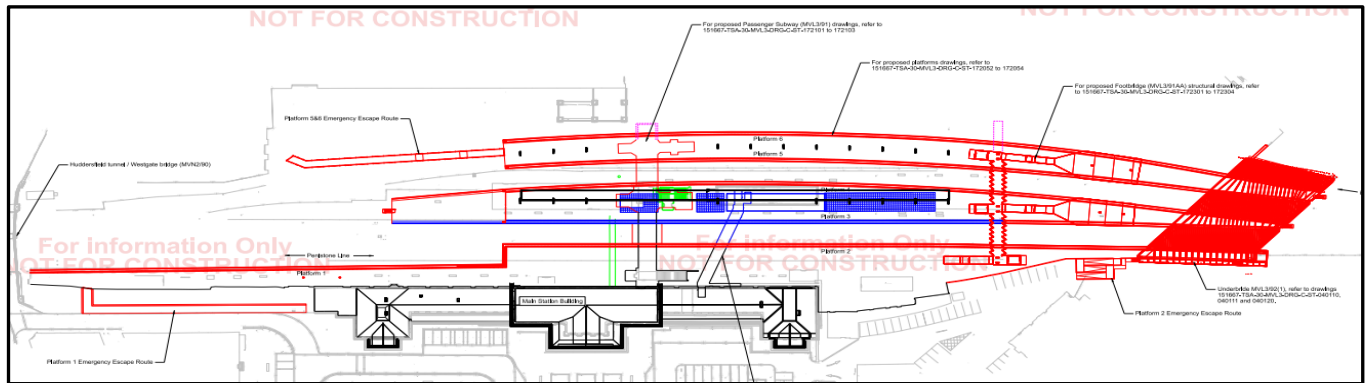 NOT FOR CONSTRUCTION
NOT FOR CONSTRUCTION
For proposed Passenger Subway (MVL3/91) drawings, refer to
151667-TSA-30-MVL3-DRG-C-ST-172101 to 172103
For proposed platforms drawings, refer to
151667-TSA-30-MVL3-DRG-C-ST-172052 to 172054
For proposed Footbridge (MVL3/91AA) structural drawings, refer
to 151667-TSA-30-MVL3-DRG-C-ST-172301 to 172304
Platform 5&6 Emergency Escape Route
Platform 6
Platform 5
Huddersfield tunnel / Westgate bridge (MVN2/90)
Platform 3
For Information Only
NOT FOR CONSTRUCTION
For Information Only
NOT FOR CONSTRUCTION
Platform 2
Penistone Line
Platform 1
Main Station Building
Underbridge MVL3/92(1), refer to drawings
151667-TSA-30-MVL3-DRG-C-ST-040110,
040111 and 040120,
Platform 2 Emergency Escape Route
Platform 1 Emergency Escape Route